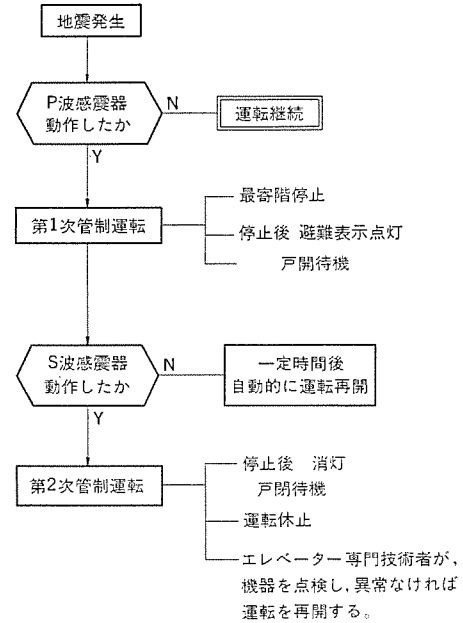 地震発生
P波感震器
動作したか
N
運転継続
Y
第1次管制運転
最寄階停止
停止後 避難表示点灯
戸開待機
S波感震器
動作したか
N
一定時間後
自動的に運転再開
Y
第2次管制運転
停止後 消灯
戸閉待機
運転休止
エレベーター専門技術者が,
機器を点検し,異常なければ
運転を再開する。